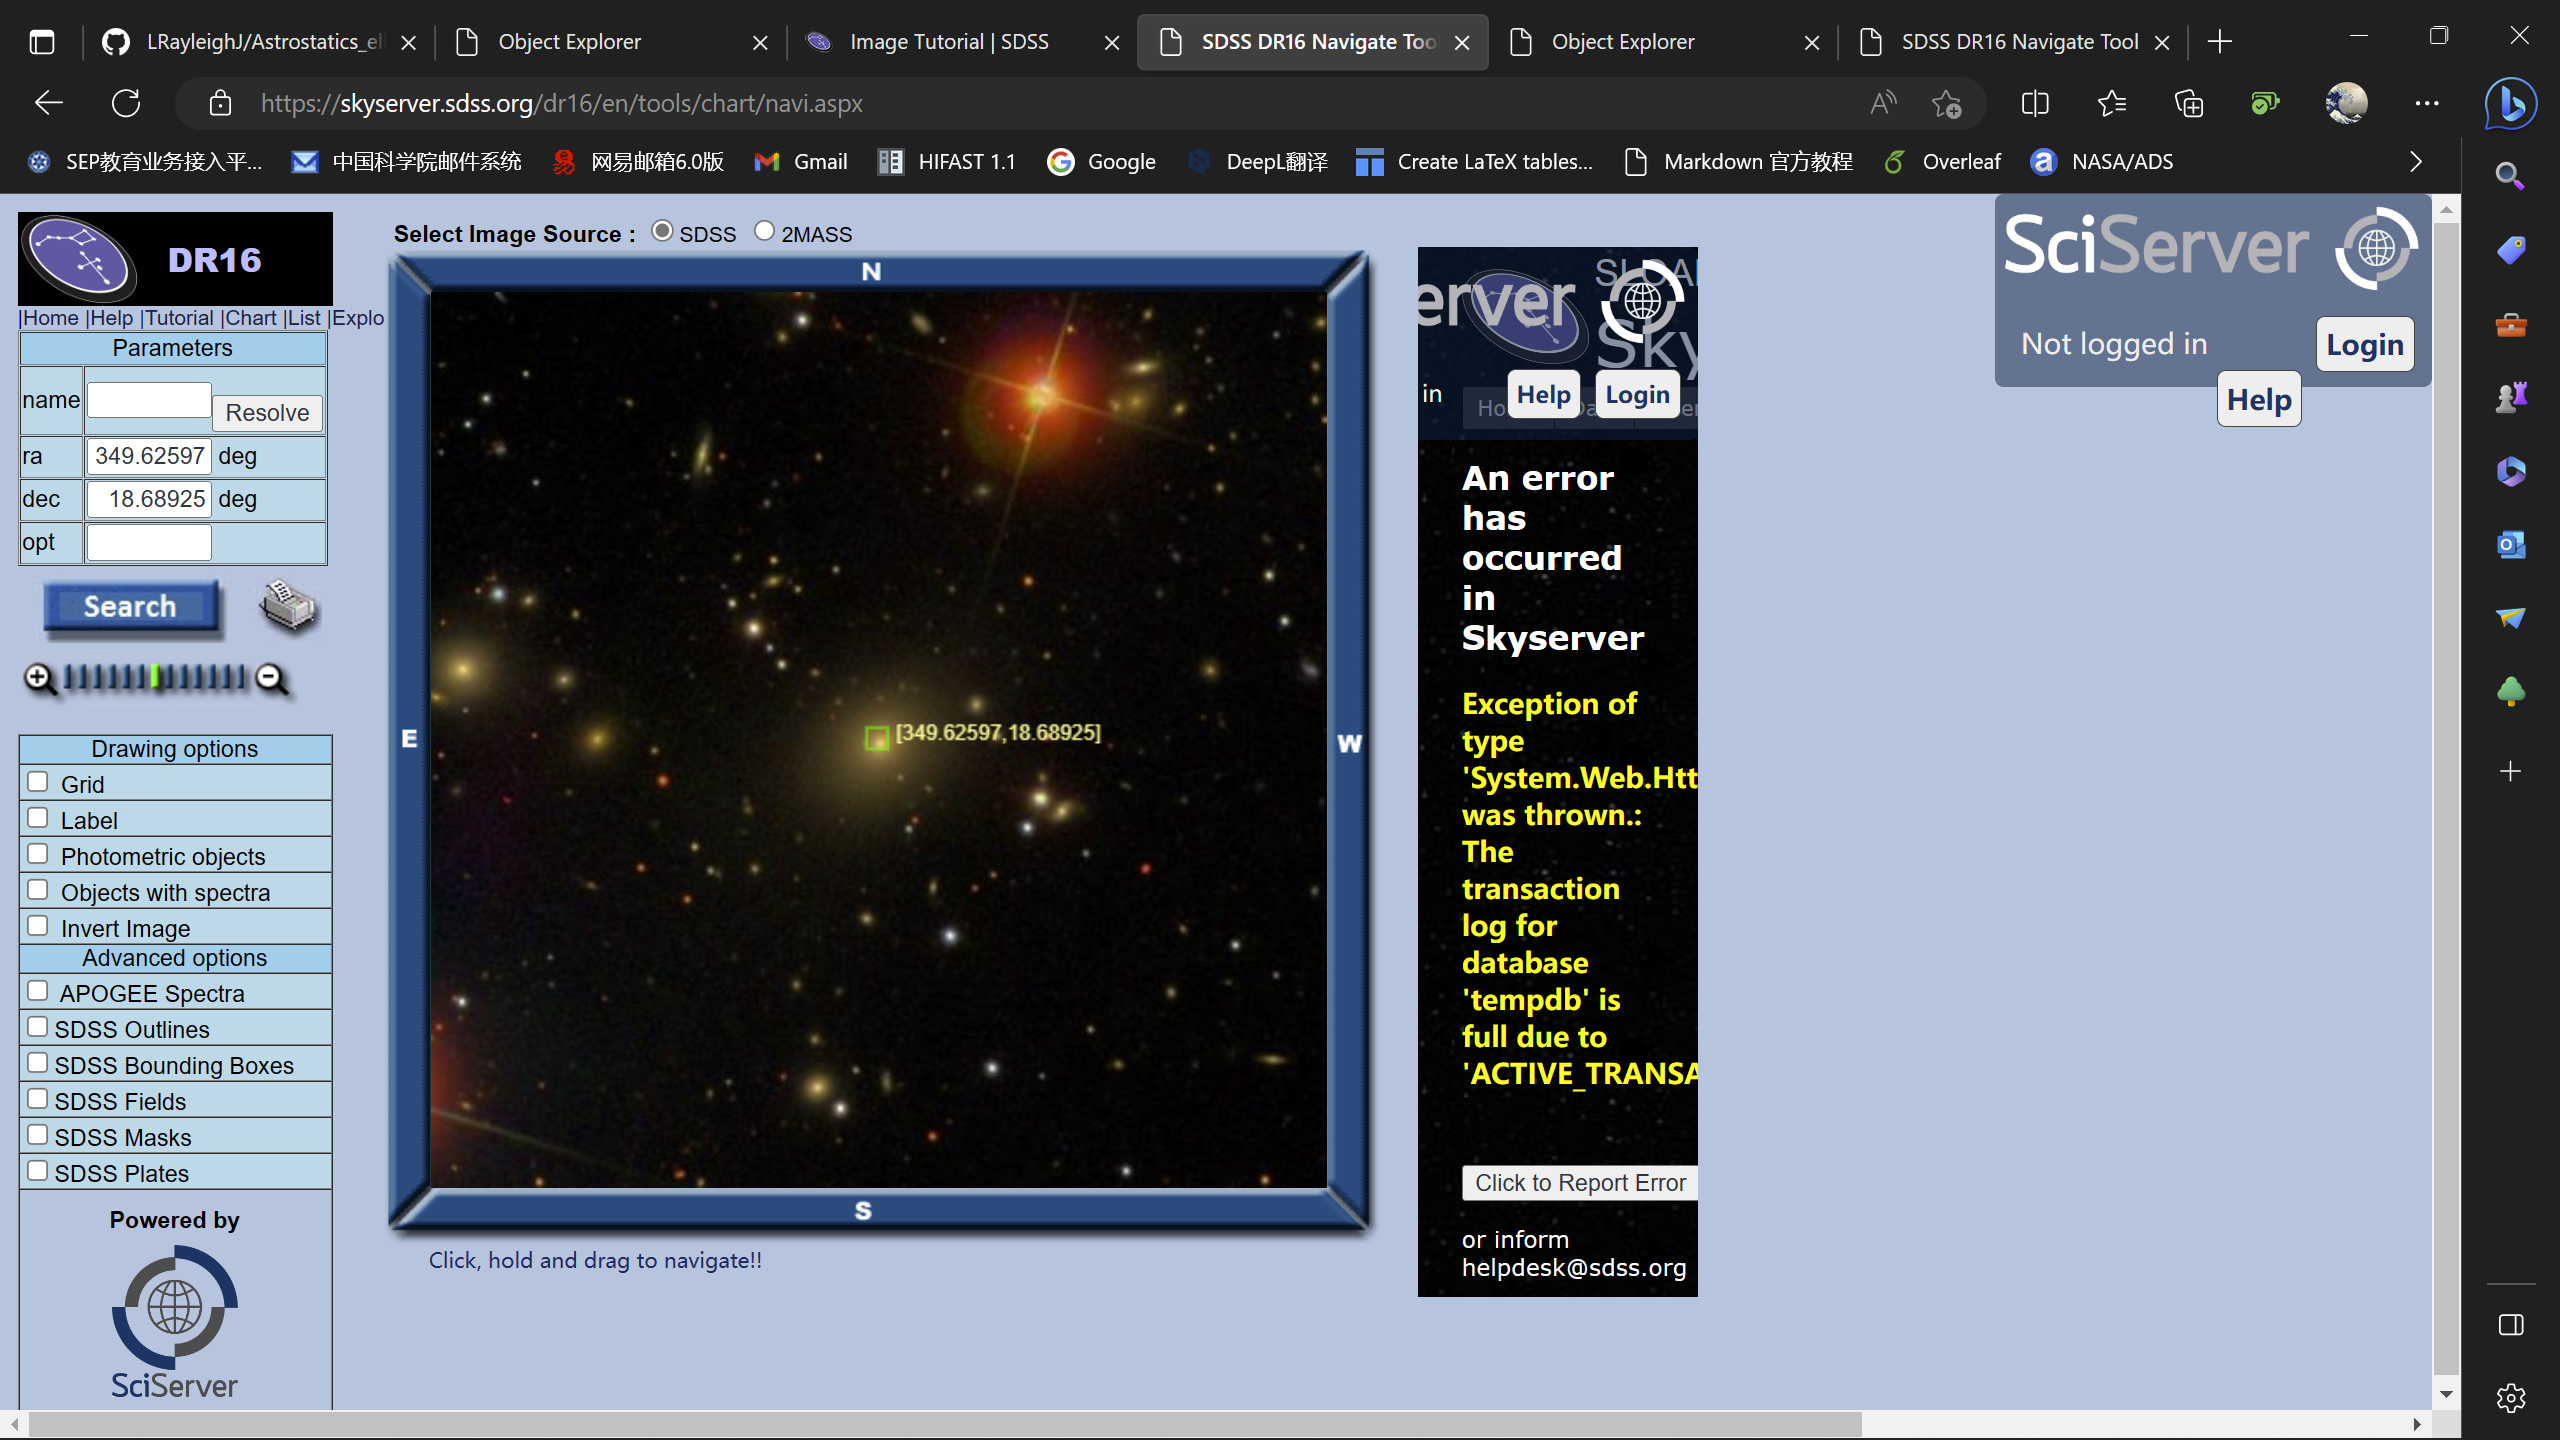 LRayleighJ/Astrostatics_el
Object Explorer
Image Tutorial | SDSS
SDSS DR16 Navigate Too
Object Explorer
SDSS DR16 Navigate Tool
https://skyserver.sdss.org/dr16/en/tools/chart/navi.aspx
SEP教育业务接入平...
中国科学院邮件系统
网易邮箱6.0版
Gmail
HIFAST 1.1
Google
DeepL翻译
Create LaTeX tables...
Markdown 官方教程
Overleaf
NASA/ADS
DR16
|Home |Help |Tutorial |Chart |List |Explo
Parameters
name
Resolve
ra 349.62597 deg
dec 18.68925 deg
opt
Search
Drawing options
Grid
Label
Photometric objects
Objects with spectra
Invert Image
Advanced options
APOGEE Spectra
SDSS Outlines
SDSS Bounding Boxes
SDSS Fields
SDSS Masks
SDSS Plates
Powered by
SciServer
Select Image Source : SDSS 2MASS
N
E
W
S
[349.62597,18.68925]
Click, hold and drag to navigate!!
erver
Sky
in
Help
Login
An error
has
occurred
in
Skyserver
Exception of
type
'System.Web.Htt
was thrown.:
The
transaction
log for
database
'tempdb' is
full due to
'ACTIVE_TRANSA
Click to Report Error
or inform
helpdesk@sdss.org
SciServer
Not logged in
Login
Help